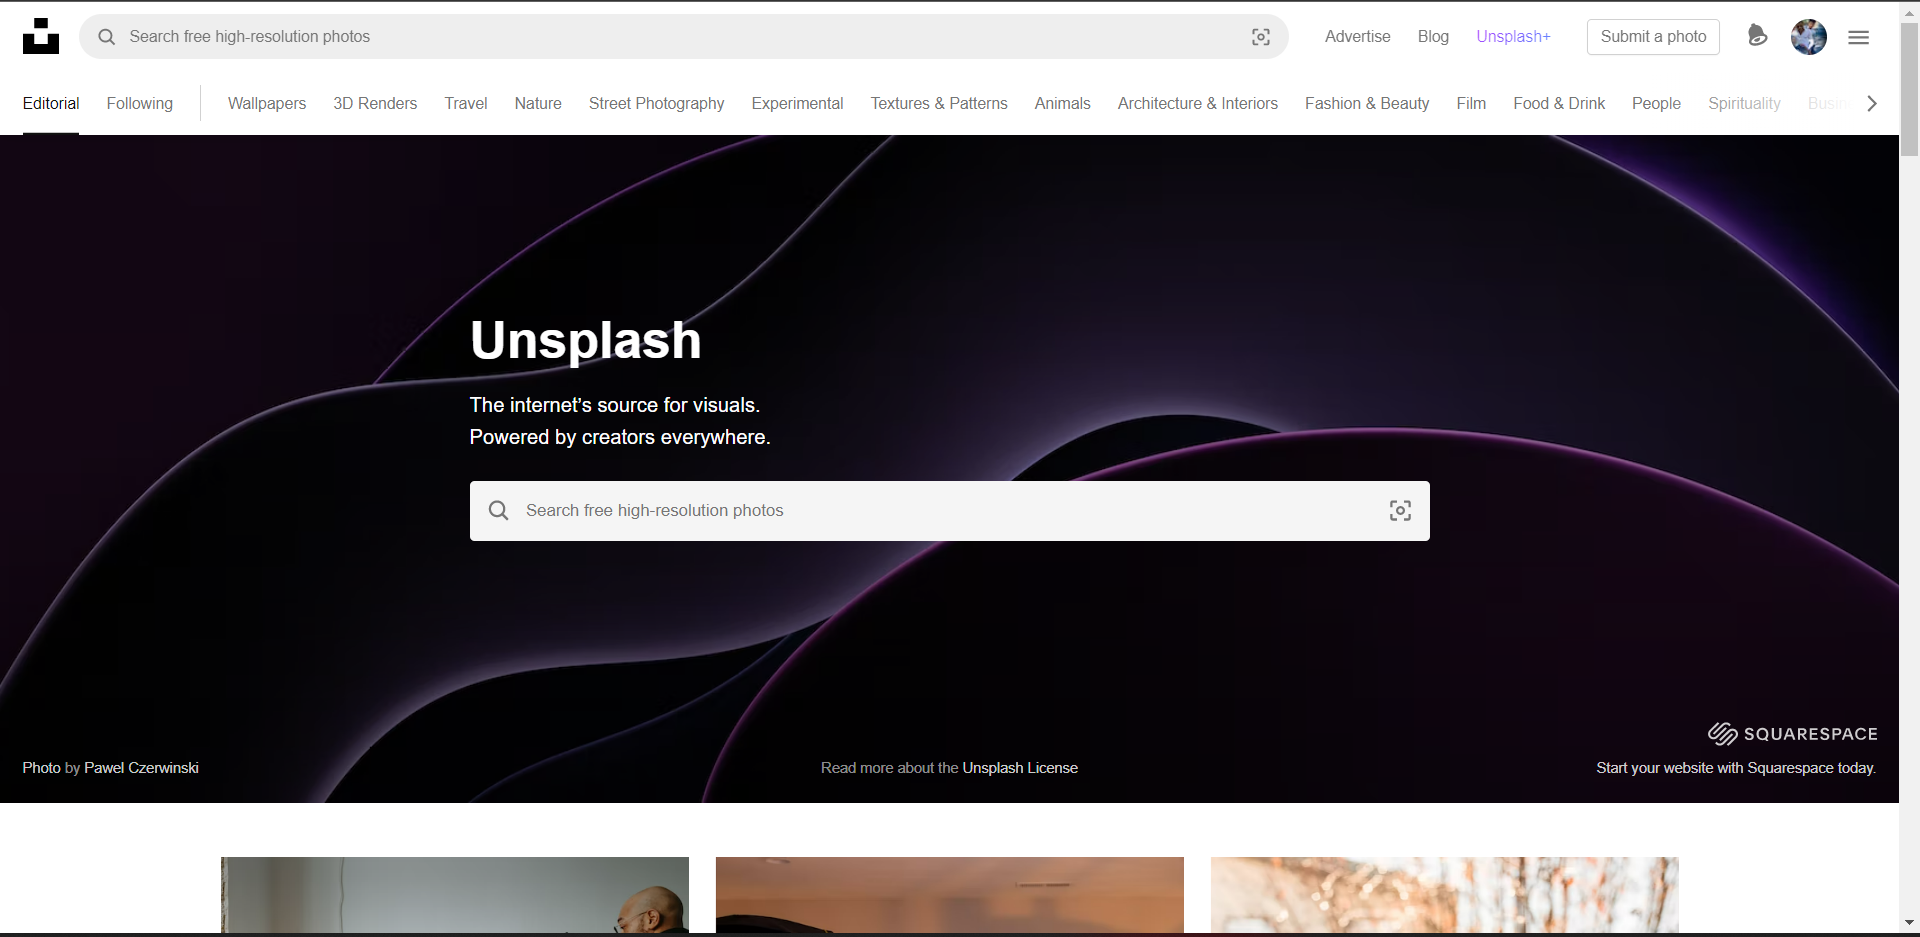 Search free high-resolution photos
Advertise Blog Unsplash+ Submit a photo
Editorial Following Wallpapers 3D Renders Travel Nature Street Photography Experimental Textures & Patterns Animals Architecture & Interiors Fashion & Beauty Film Food & Drink People Spirituality
Unsplash
The internet’s source for visuals.
Powered by creators everywhere.
Search free high-resolution photos
SQUARESPACE
Photo by Pawel Czerwinski
Read more about the Unsplash License
Start your website with Squarespace today.